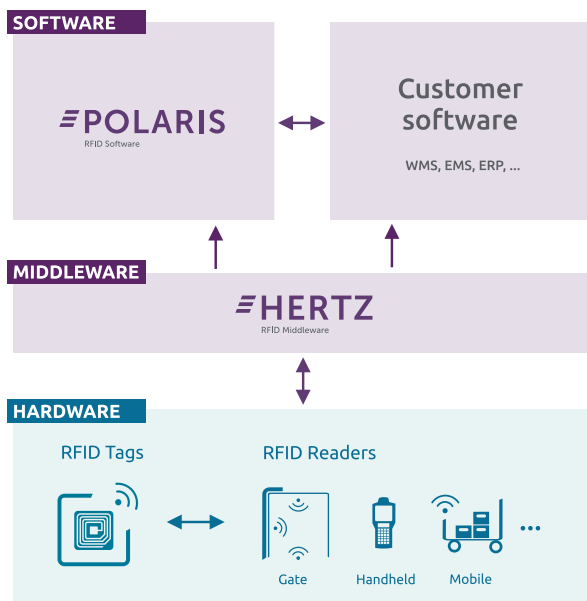 SOFTWARE
POLARIS
RFID Software
Customer
software
WMS, EMS, ERP, ...
MIDDLEWARE
HERTZ
RFID Middleware
HARDWARE
RFID Tags
RFID Readers
Gate
Handheld
Mobile
...